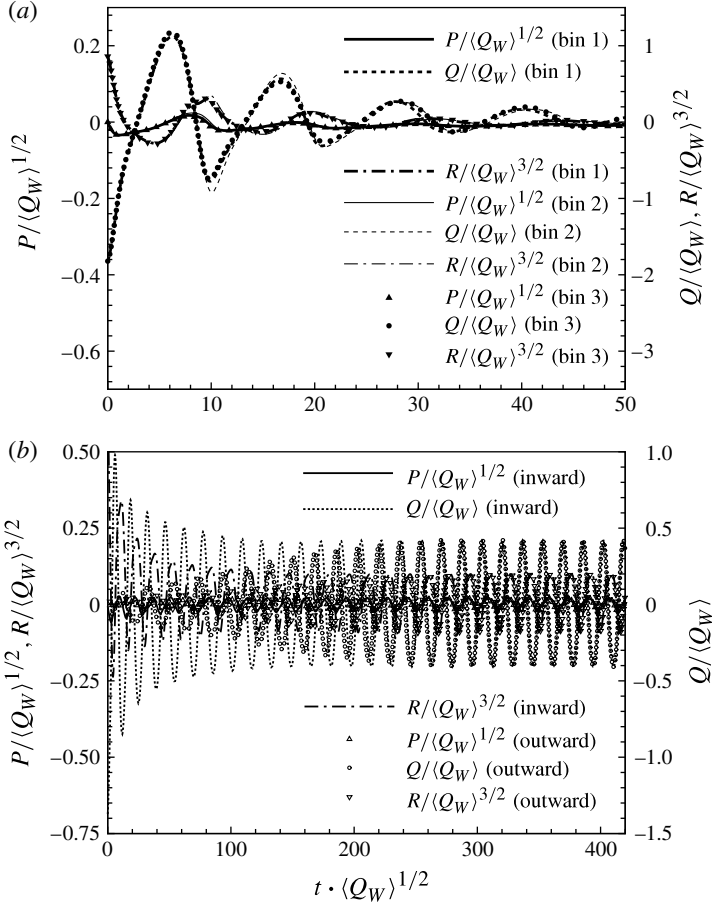 (a)
0.2
0
−0.2
−0.4
−0.6
P/⟨Q_W⟩^{1/2}
1
0
−1
−2
−3
Q/⟨Q_W⟩, R/⟨Q_W⟩^{3/2}
P/⟨Q_W⟩^{1/2} (bin 1)
Q/⟨Q_W⟩ (bin 1)
R/⟨Q_W⟩^{3/2} (bin 1)
P/⟨Q_W⟩^{1/2} (bin 2)
Q/⟨Q_W⟩ (bin 2)
R/⟨Q_W⟩^{3/2} (bin 2)
P/⟨Q_W⟩^{1/2} (bin 3)
Q/⟨Q_W⟩ (bin 3)
R/⟨Q_W⟩^{3/2} (bin 3)
0 10 20 30 40 50
(b)
0.50
0.25
0
−0.25
−0.50
−0.75
P/⟨Q_W⟩^{1/2}, R/⟨Q_W⟩^{3/2}
1.0
0.5
0
−0.5
−1.0
−1.5
Q/⟨Q_W⟩
P/⟨Q_W⟩^{1/2} (inward)
Q/⟨Q_W⟩ (inward)
R/⟨Q_W⟩^{3/2} (inward)
P/⟨Q_W⟩^{1/2} (outward)
Q/⟨Q_W⟩ (outward)
R/⟨Q_W⟩^{3/2} (outward)
0 100 200 300 400
t • ⟨Q_W⟩^{1/2}